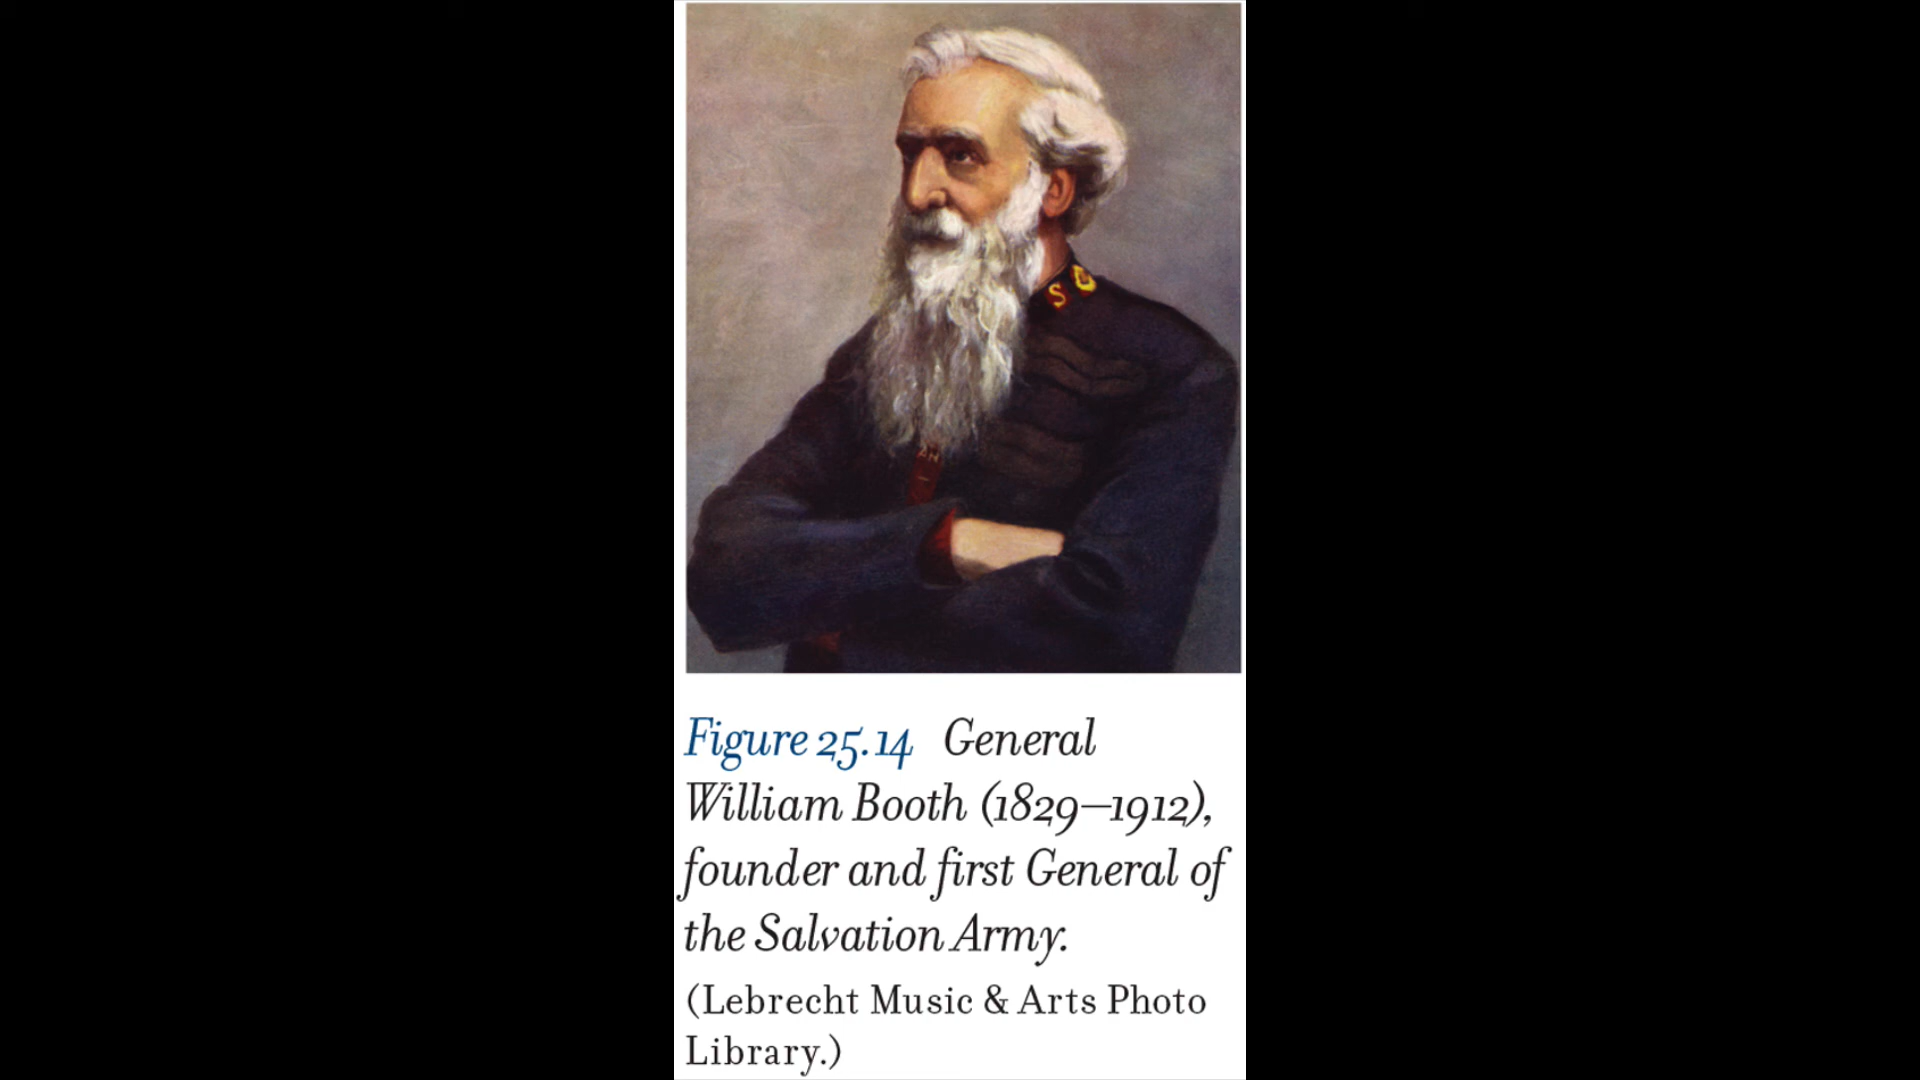 S
Figure 25.14 General
William Booth (1829–1912),
founder and first General of
the Salvation Army.
(Lebrecht Music & Arts Photo
Library.)